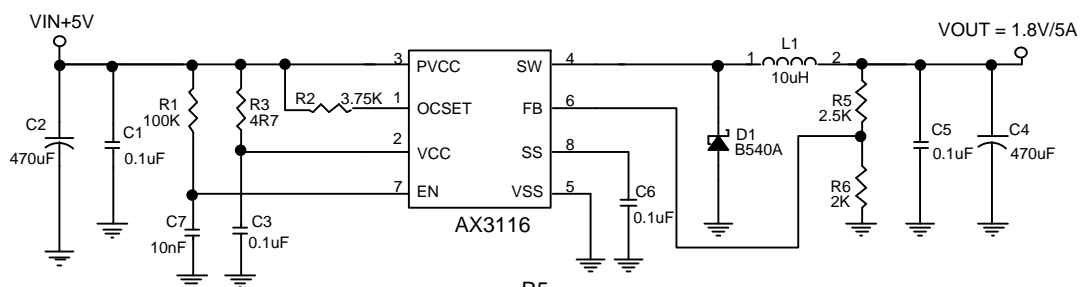 VIN+5V
VOUT = 1.8V/5A
3
PVCC
SW
4
1
L1
2
10uH
R1
100K
R3
4R7
R2
3.75K
1
OCSET
FB
6
R5
2.5K
C2
470uF
C1
0.1uF
2
VCC
SS
8
D1
B540A
C5
0.1uF
C4
470uF
7
EN
VSS
5
R6
2K
C7
10nF
C3
0.1uF
AX3116
C6
0.1uF